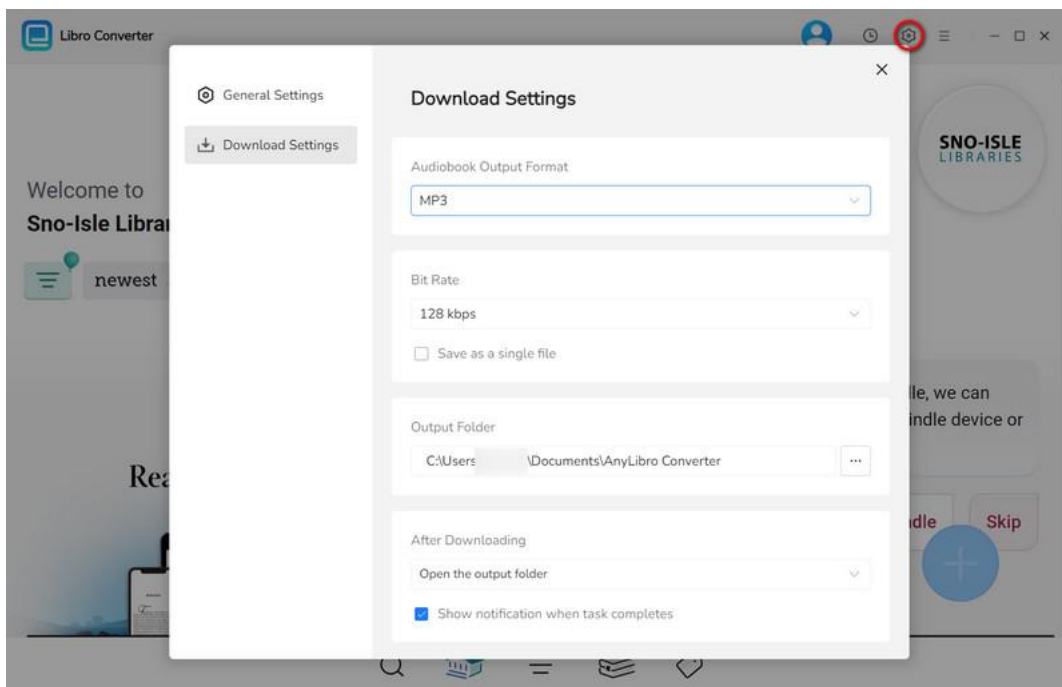 Libro Converter
General Settings
Download Settings
Download Settings
Audiobook Output Format
MP3
Bit Rate
128 kbps
Save as a single file
Output Folder
C:\Users \Documents\AnyLibro Converter
...
After Downloading
Open the output folder
Show notification when task completes
Welcome to
Sno-Isle Librar
newest
Rea
SNO-ISLE
LIBRARIES
lle, we can
indle device or
ndle
Skip